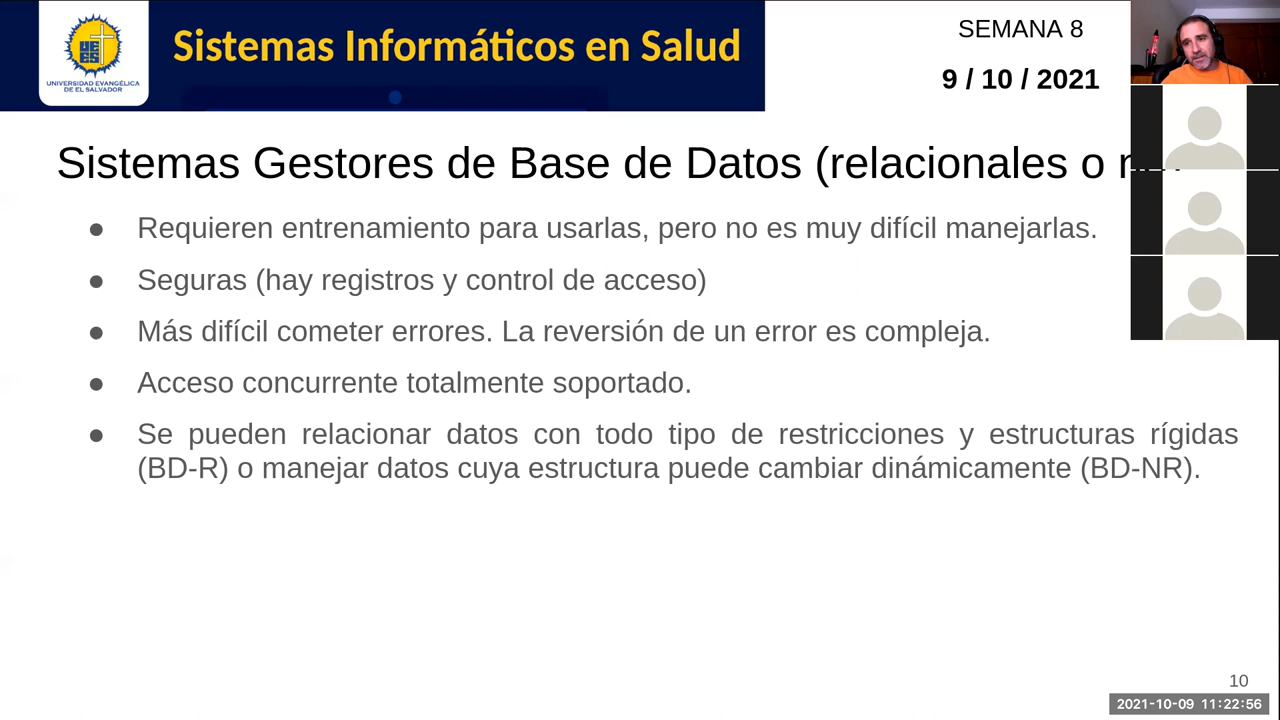 UNIVERSIDAD EVANGÉLICA
DE EL SALVADOR
Sistemas Informáticos en Salud
SEMANA 8
9 / 10 / 2021
Sistemas Gestores de Base de Datos (relacionales o
● Requieren entrenamiento para usarlas, pero no es muy difícil manejarlas.
● Seguras (hay registros y control de acceso)
● Más difícil cometer errores. La reversión de un error es compleja.
● Acceso concurrente totalmente soportado.
● Se pueden relacionar datos con todo tipo de restricciones y estructuras rígidas
(BD-R) o manejar datos cuya estructura puede cambiar dinámicamente (BD-NR).
10
2021-10-09 11:22:56